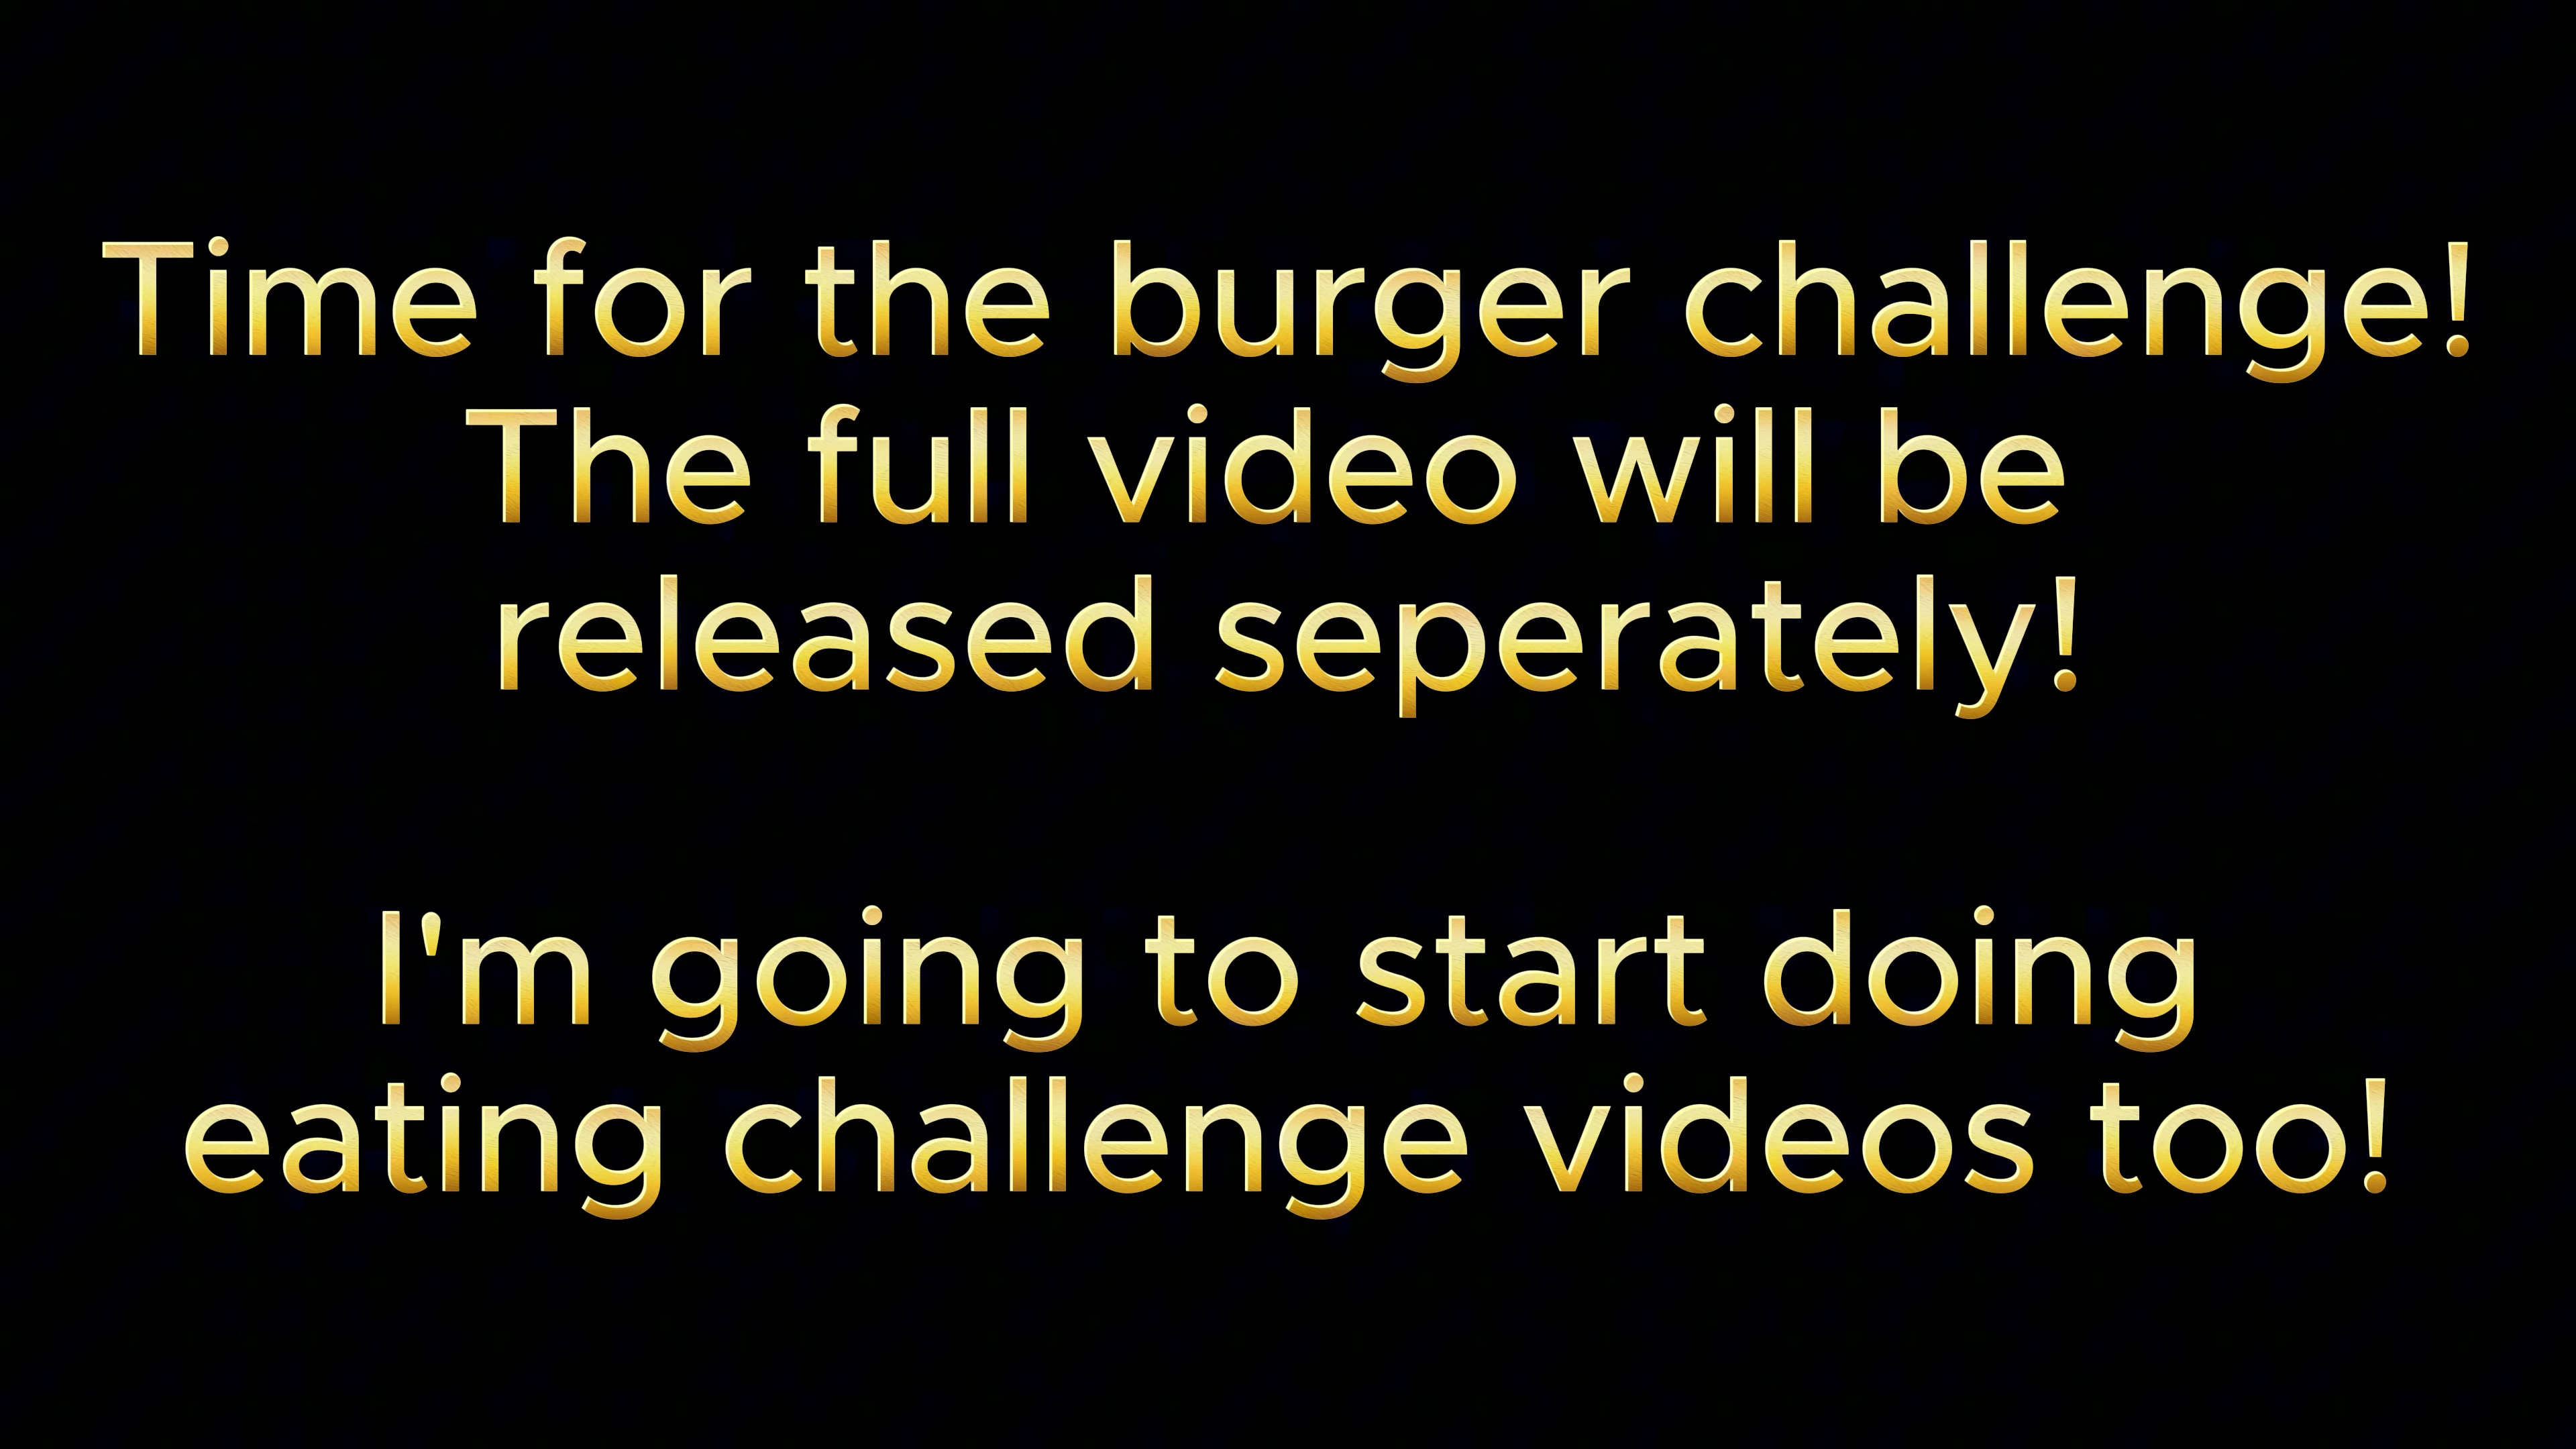 Time for the burger challenge!
The full video will be
released seperately!
I'm going to start doing
eating challenge videos too!